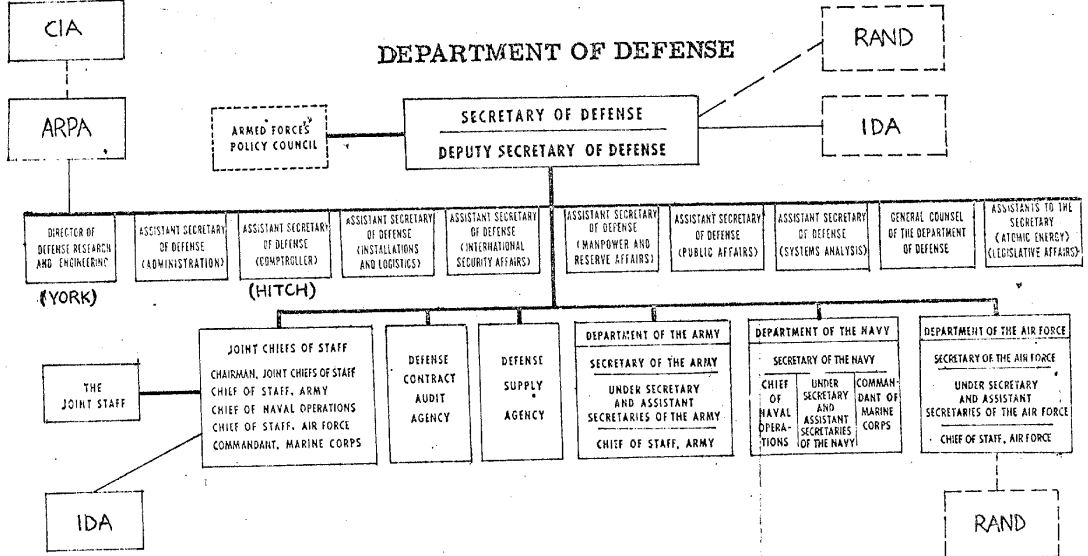 CIA
DEPARTMENT OF DEFENSE
RAND
ARPA
ARMED FORCES
POLICY COUNCIL
SECRETARY OF DEFENSE
DEPUTY SECRETARY OF DEFENSE
IDA
DIRECTOR OF
DEFENSE RESEARCH
AND ENGINEERING
(YORK)
ASSISTANT SECRETARY
OF DEFENSE
(ADMINISTRATION)
ASSISTANT SECRETARY
OF DEFENSE
(COMPTROLLER)
(HITCH)
ASSISTANT SECRETARY
OF DEFENSE
(INSTALLATIONS
AND LOGISTICS)
ASSISTANT SECRETARY
OF DEFENSE
(INTERNATIONAL
SECURITY AFFAIRS)
ASSISTANT SECRETARY
OF DEFENSE
(MANPOWER AND
RESERVE AFFAIRS)
ASSISTANT SECRETARY
OF DEFENSE
(PUBLIC AFFAIRS)
ASSISTANT SECRETARY
OF DEFENSE
(SYSTEMS ANALYSIS)
GENERAL COUNSEL
OF THE DEPARTMENT
OF DEFENSE
ASSISTANTS TO THE
SECRETARY
(ATOMIC ENERGY)
(LEGISLATIVE AFFAIRS)
THE
JOINT STAFF
JOINT CHIEFS OF STAFF
CHAIRMAN, JOINT CHIEFS OF STAFF
CHIEF OF STAFF, ARMY
CHIEF OF NAVAL OPERATIONS
CHIEF OF STAFF, AIR FORCE
COMMANDANT, MARINE CORPS
DEFENSE
CONTRACT
AUDIT
AGENCY
DEFENSE
SUPPLY
AGENCY
DEPARTMENT OF THE ARMY
SECRETARY OF THE ARMY
UNDER SECRETARY
AND ASSISTANT
SECRETARIES OF THE ARMY
CHIEF OF STAFF, ARMY
DEPARTMENT OF THE NAVY
SECRETARY OF THE NAVY
CHIEF
OF
NAVAL
OPERA-
TIONS
UNDER
SECRETARY
AND
ASSISTANT
SECRETARIES
OF THE NAVY
COMMAN-
DANT OF
MARINE
CORPS
DEPARTMENT OF THE AIR FORCE
SECRETARY OF THE AIR FORCE
UNDER SECRETARY
AND ASSISTANT
SECRETARIES OF THE AIR FORCE
CHIEF OF STAFF, AIR FORCE
IDA
RAND